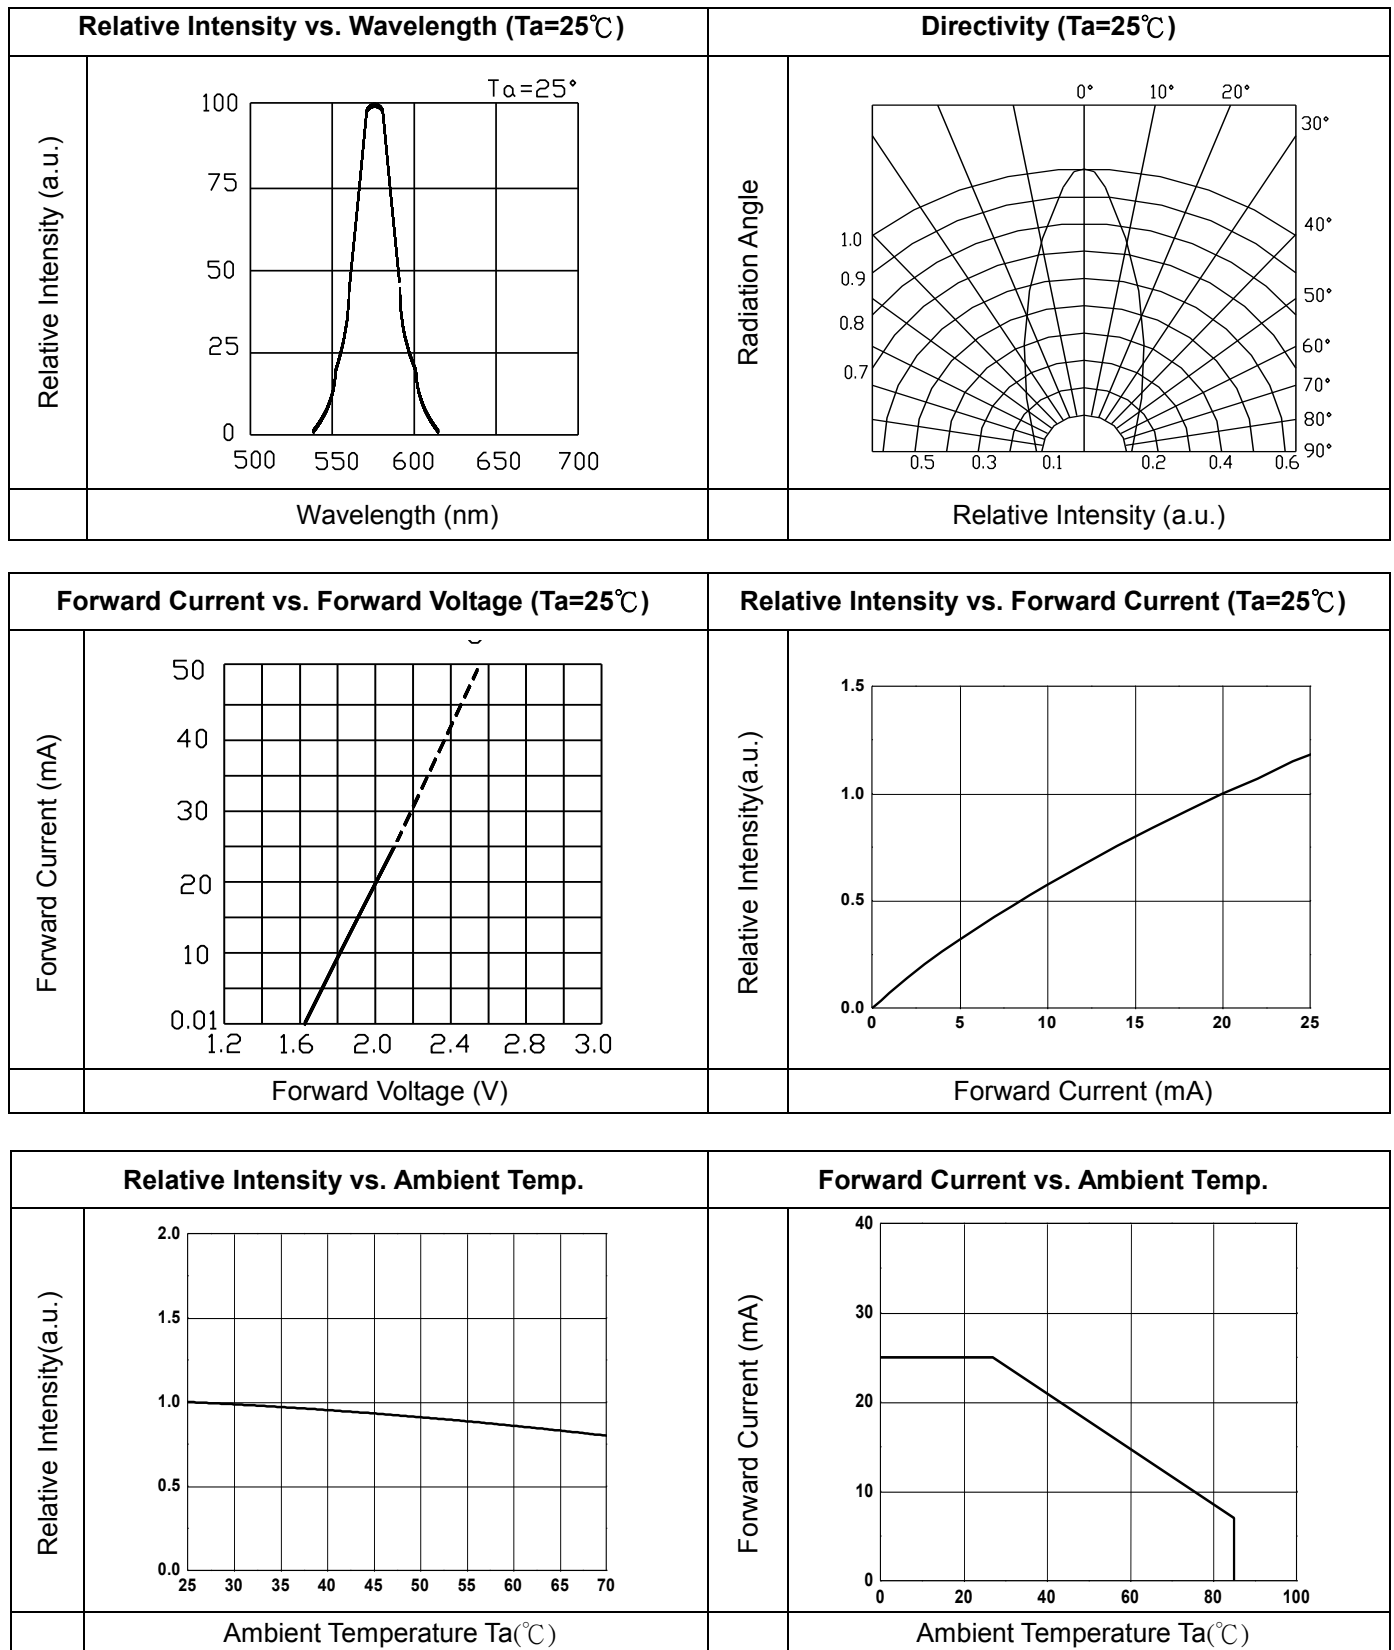 Relative Intensity vs. Wavelength (Ta=25℃)
Directivity (Ta=25℃)
Relative Intensity (a.u.)
Ta=25°
100
75
50
25
0
500 550 600 650 700
Wavelength (nm)
Radiation Angle
0° 10° 20°
30°
40°
50°
60°
70°
80°
90°
1.0
0.9
0.8
0.7
0.5 0.3 0.1 0.2 0.4 0.6
Relative Intensity (a.u.)
Forward Current vs. Forward Voltage (Ta=25℃)
Relative Intensity vs. Forward Current (Ta=25℃)
Forward Current (mA)
50
40
30
20
10
0.01
1.2 1.6 2.0 2.4 2.8 3.0
Forward Voltage (V)
Relative Intensity(a.u.)
1.5
1.0
0.5
0.0
0 5 10 15 20 25
Forward Current (mA)
Relative Intensity vs. Ambient Temp.
Forward Current vs. Ambient Temp.
Relative Intensity(a.u.)
2.0
1.5
1.0
0.5
0.0
25 30 35 40 45 50 55 60 65 70
Ambient Temperature Ta(℃)
Forward Current (mA)
40
30
20
10
0
0 20 40 60 80 100
Ambient Temperature Ta(℃)